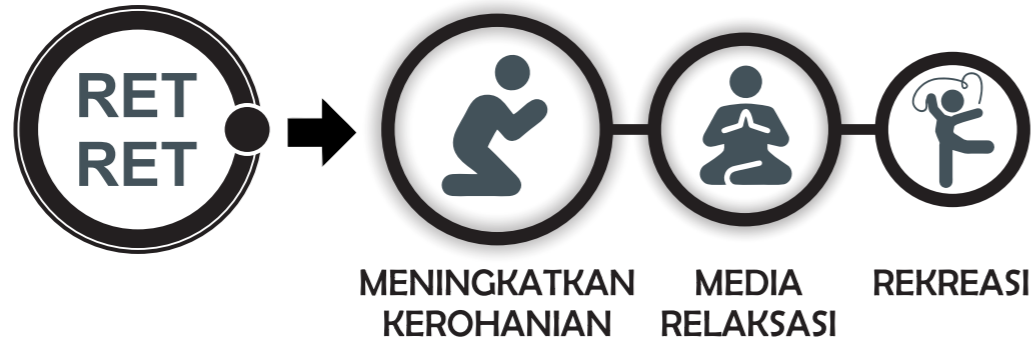 RET
RET
MENINGKATKAN
KEROHANIAN
MEDIA
RELAKSASI
REKREASI